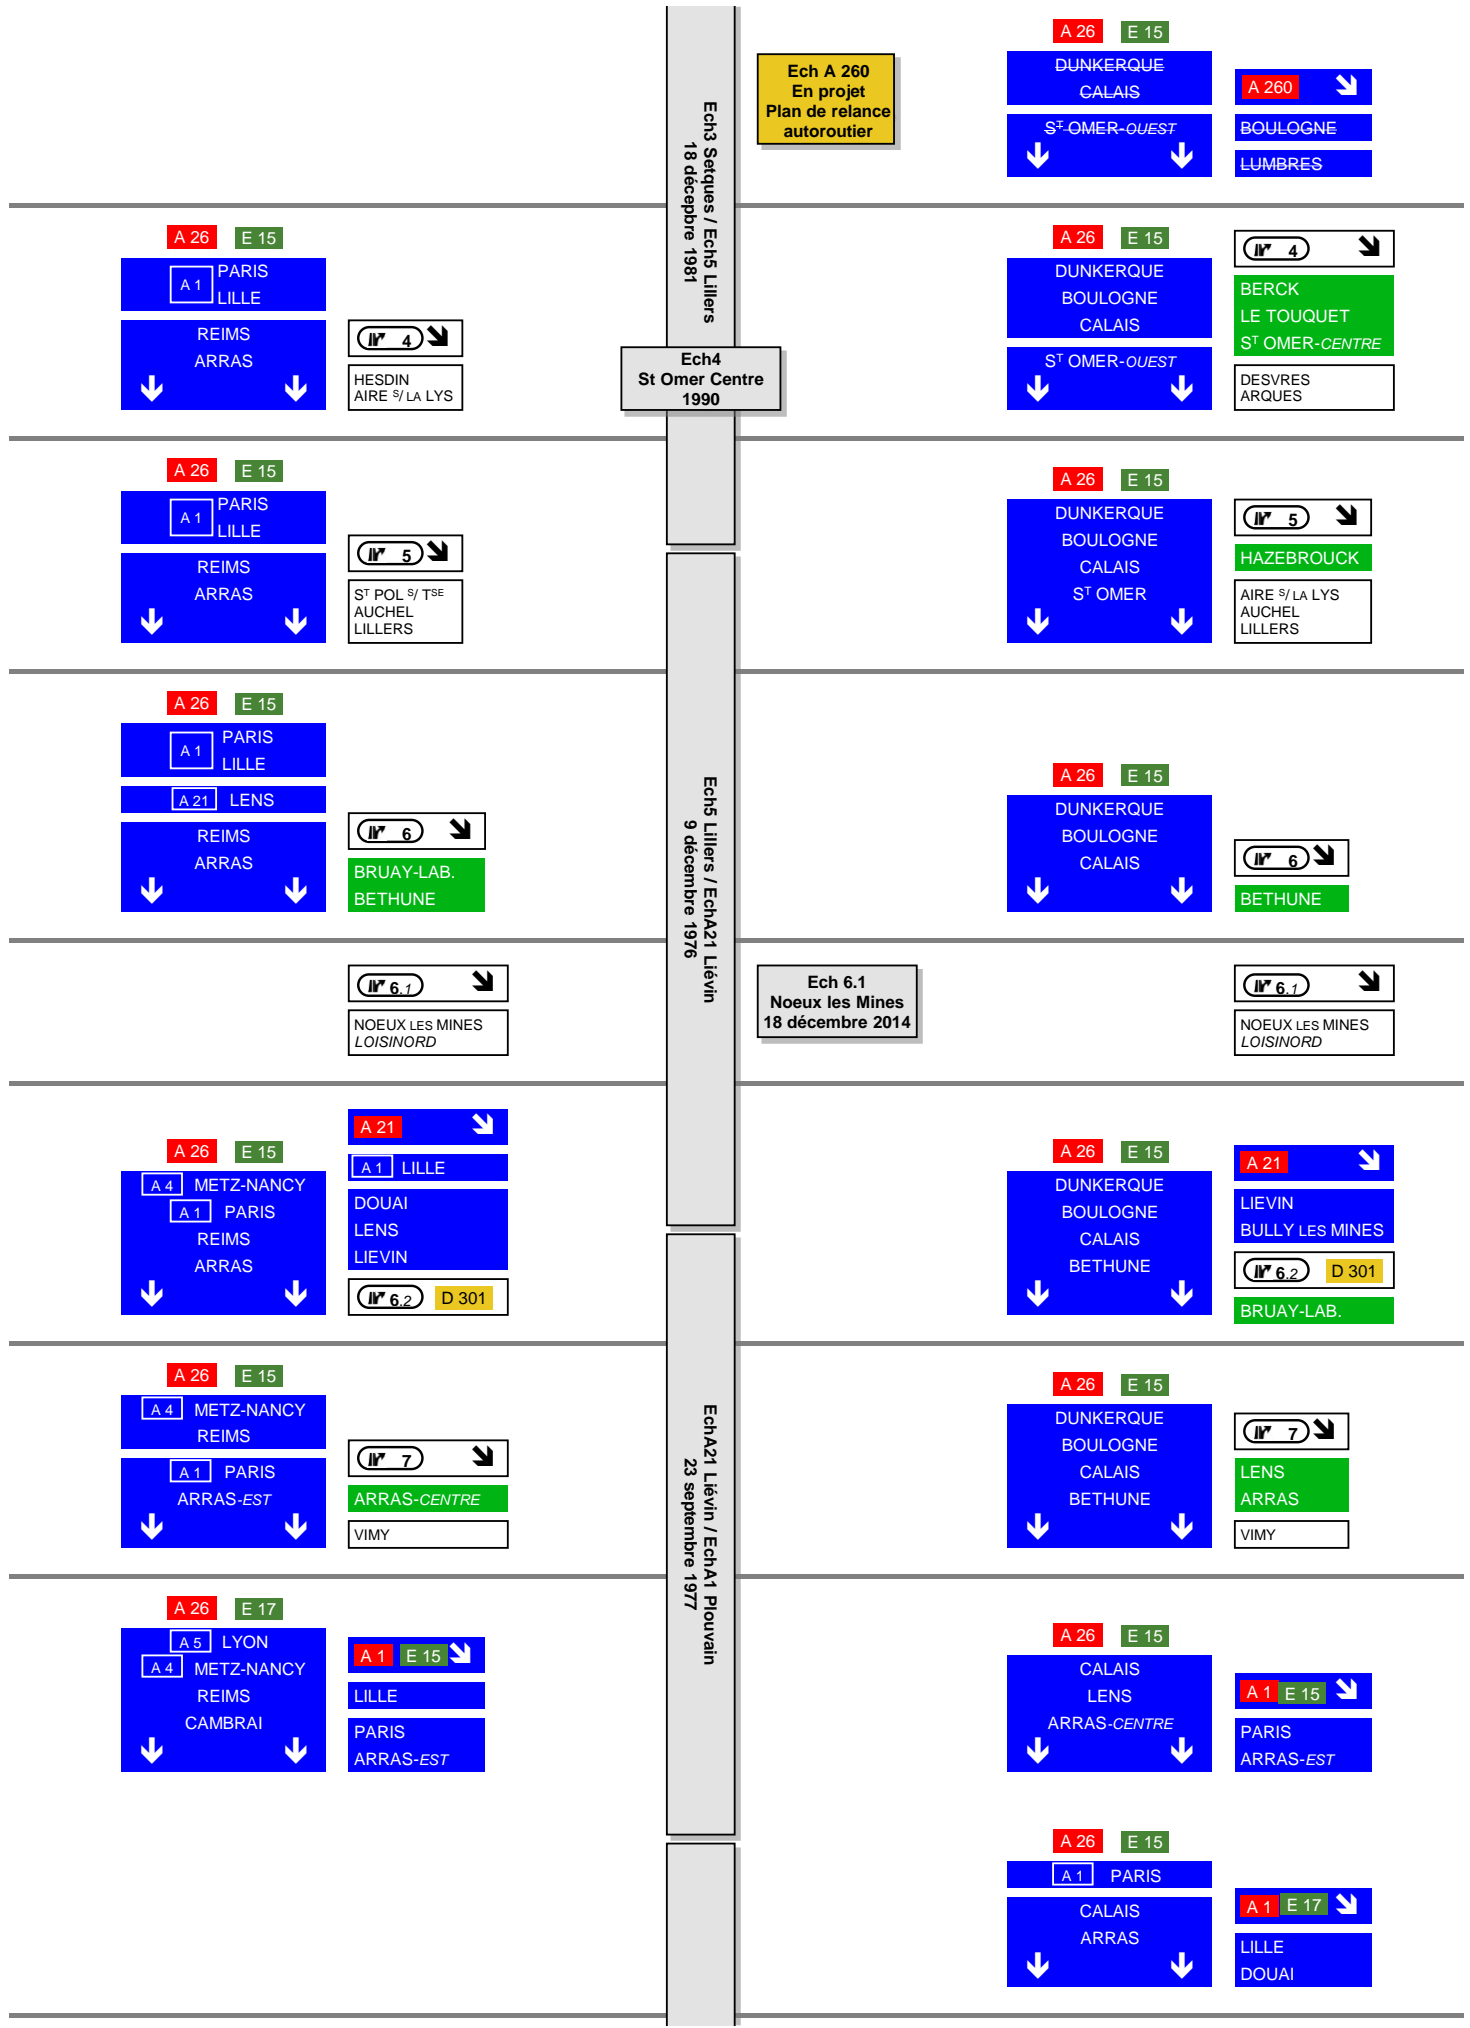 A 26 E 15
DUNKERQUE
CALAIS
Sᵀ OMER-OUEST
A 260
BOULOGNE
LUMBRES
Ech A 260
En projet
Plan de relance
autoroutier
Ech3 Setques / Ech5 Lillers
18 décepbre 1981
A 26 E 15
A 1
PARIS
LILLE
REIMS
ARRAS
4
HESDIN
AIRE ˢ/ LA LYS
Ech4
St Omer Centre
1990
A 26 E 15
DUNKERQUE
BOULOGNE
CALAIS
Sᵀ OMER-OUEST
4
BERCK
LE TOUQUET
Sᵀ OMER-CENTRE
DESVRES
ARQUES
A 26 E 15
A 1
PARIS
LILLE
REIMS
ARRAS
5
Sᵀ POL ˢ/ Tˢᴱ
AUCHEL
LILLERS
A 26 E 15
DUNKERQUE
BOULOGNE
CALAIS
Sᵀ OMER
5
HAZEBROUCK
AIRE ˢ/ LA LYS
AUCHEL
LILLERS
Ech5 Lillers / EchA21 Liévin
9 décembre 1976
A 26 E 15
A 1
PARIS
LILLE
A 21 LENS
REIMS
ARRAS
6
BRUAY-LAB.
BETHUNE
A 26 E 15
DUNKERQUE
BOULOGNE
CALAIS
6
BETHUNE
6.1
NOEUX LES MINES
LOISINORD
Ech 6.1
Noeux les Mines
18 décembre 2014
6.1
NOEUX LES MINES
LOISINORD
A 26 E 15
A 4 METZ-NANCY
A 1 PARIS
REIMS
ARRAS
A 21
A 1 LILLE
DOUAI
LENS
LIEVIN
6.2 D 301
A 26 E 15
DUNKERQUE
BOULOGNE
CALAIS
BETHUNE
A 21
LIEVIN
BULLY LES MINES
6.2 D 301
BRUAY-LAB.
EchA21 Liévin / EchA1 Plouvain
23 septembre 1977
A 26 E 15
A 4 METZ-NANCY
REIMS
A 1 PARIS
ARRAS-EST
7
ARRAS-CENTRE
VIMY
A 26 E 15
DUNKERQUE
BOULOGNE
CALAIS
BETHUNE
7
LENS
ARRAS
VIMY
A 26 E 17
A 5 LYON
A 4 METZ-NANCY
REIMS
CAMBRAI
A 1 E 15
LILLE
PARIS
ARRAS-EST
A 26 E 15
CALAIS
LENS
ARRAS-CENTRE
A 1 E 15
PARIS
ARRAS-EST
A 26 E 15
A 1 PARIS
CALAIS
ARRAS
A 1 E 17
LILLE
DOUAI